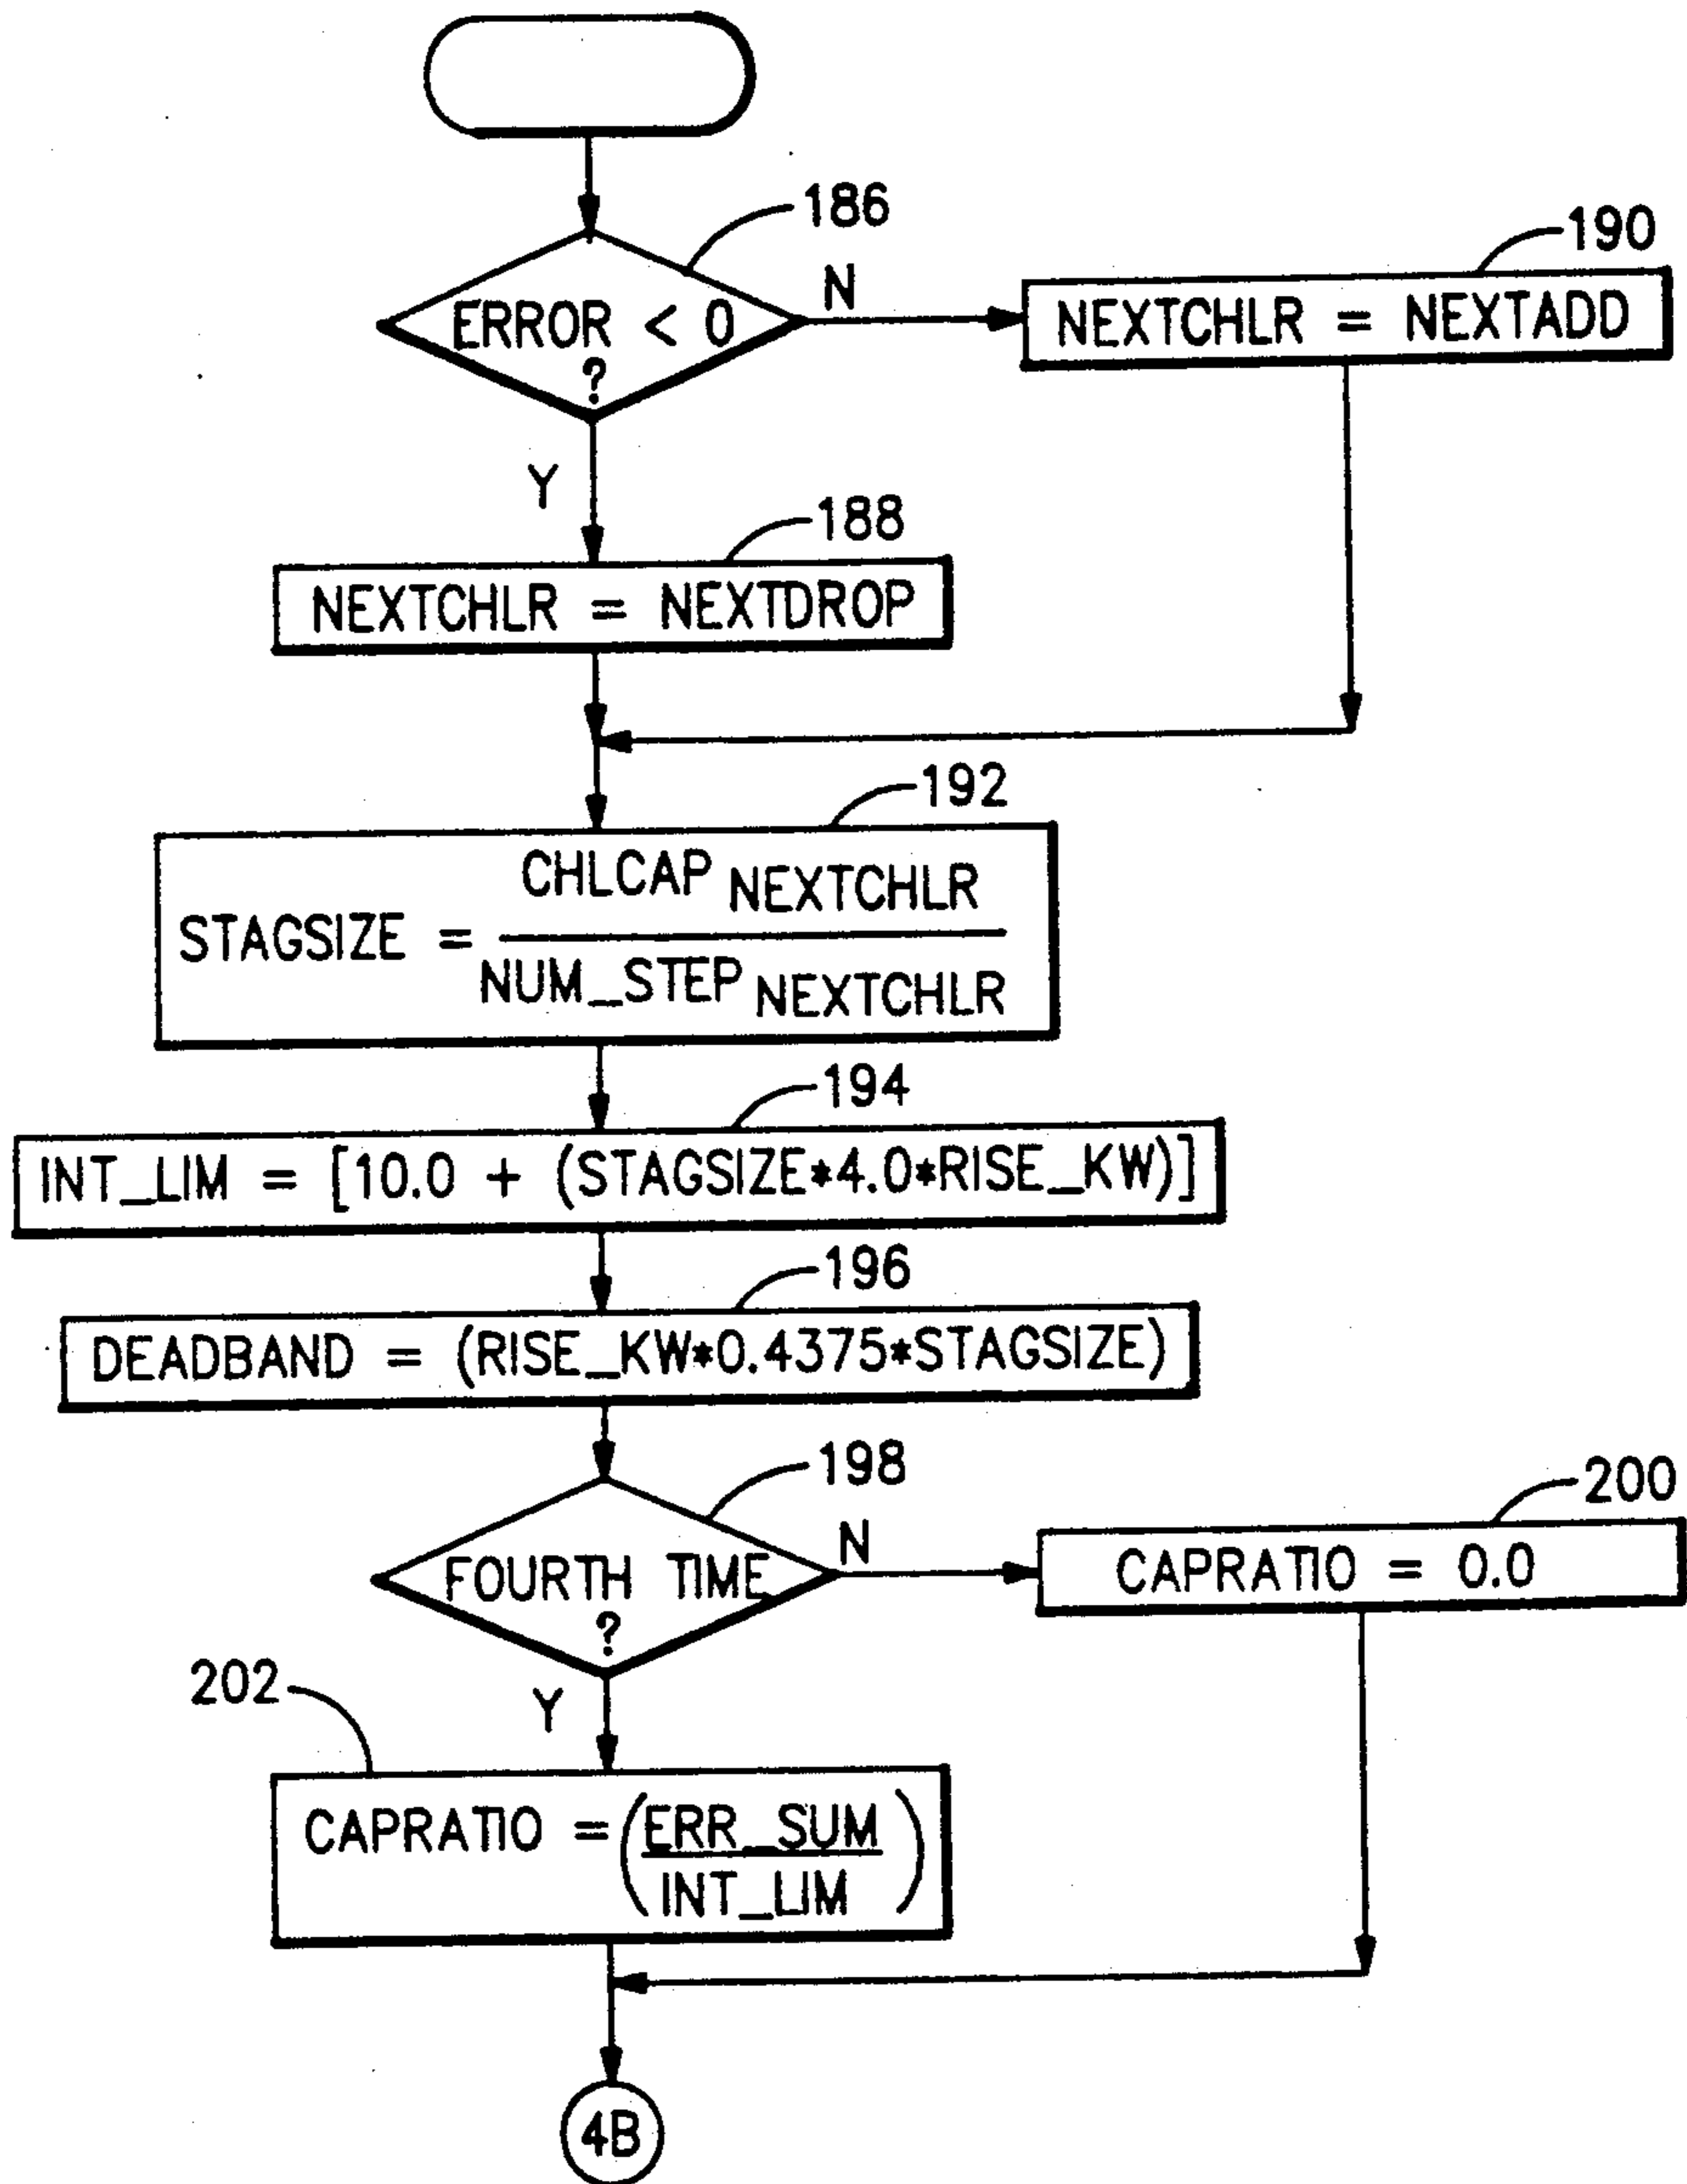 186
190
N
ERROR < 0
?
NEXTCHLR = NEXTADD
Y
188
NEXTCHLR = NEXTDROP
192
CHLCAP NEXTCHLR
STAGSIZE =
NUM_STEP NEXTCHLR
194
INT_LIM = [10.0 + (STAGSIZE*4.0*RISE_KW)]
196
DEADBAND = (RISE_KW*0.4375*STAGSIZE)
198
200
N
FOURTH TIME
?
CAPRATIO = 0.0
202
Y
CAPRATIO = (ERR_SUM
INT_LIM)
4B